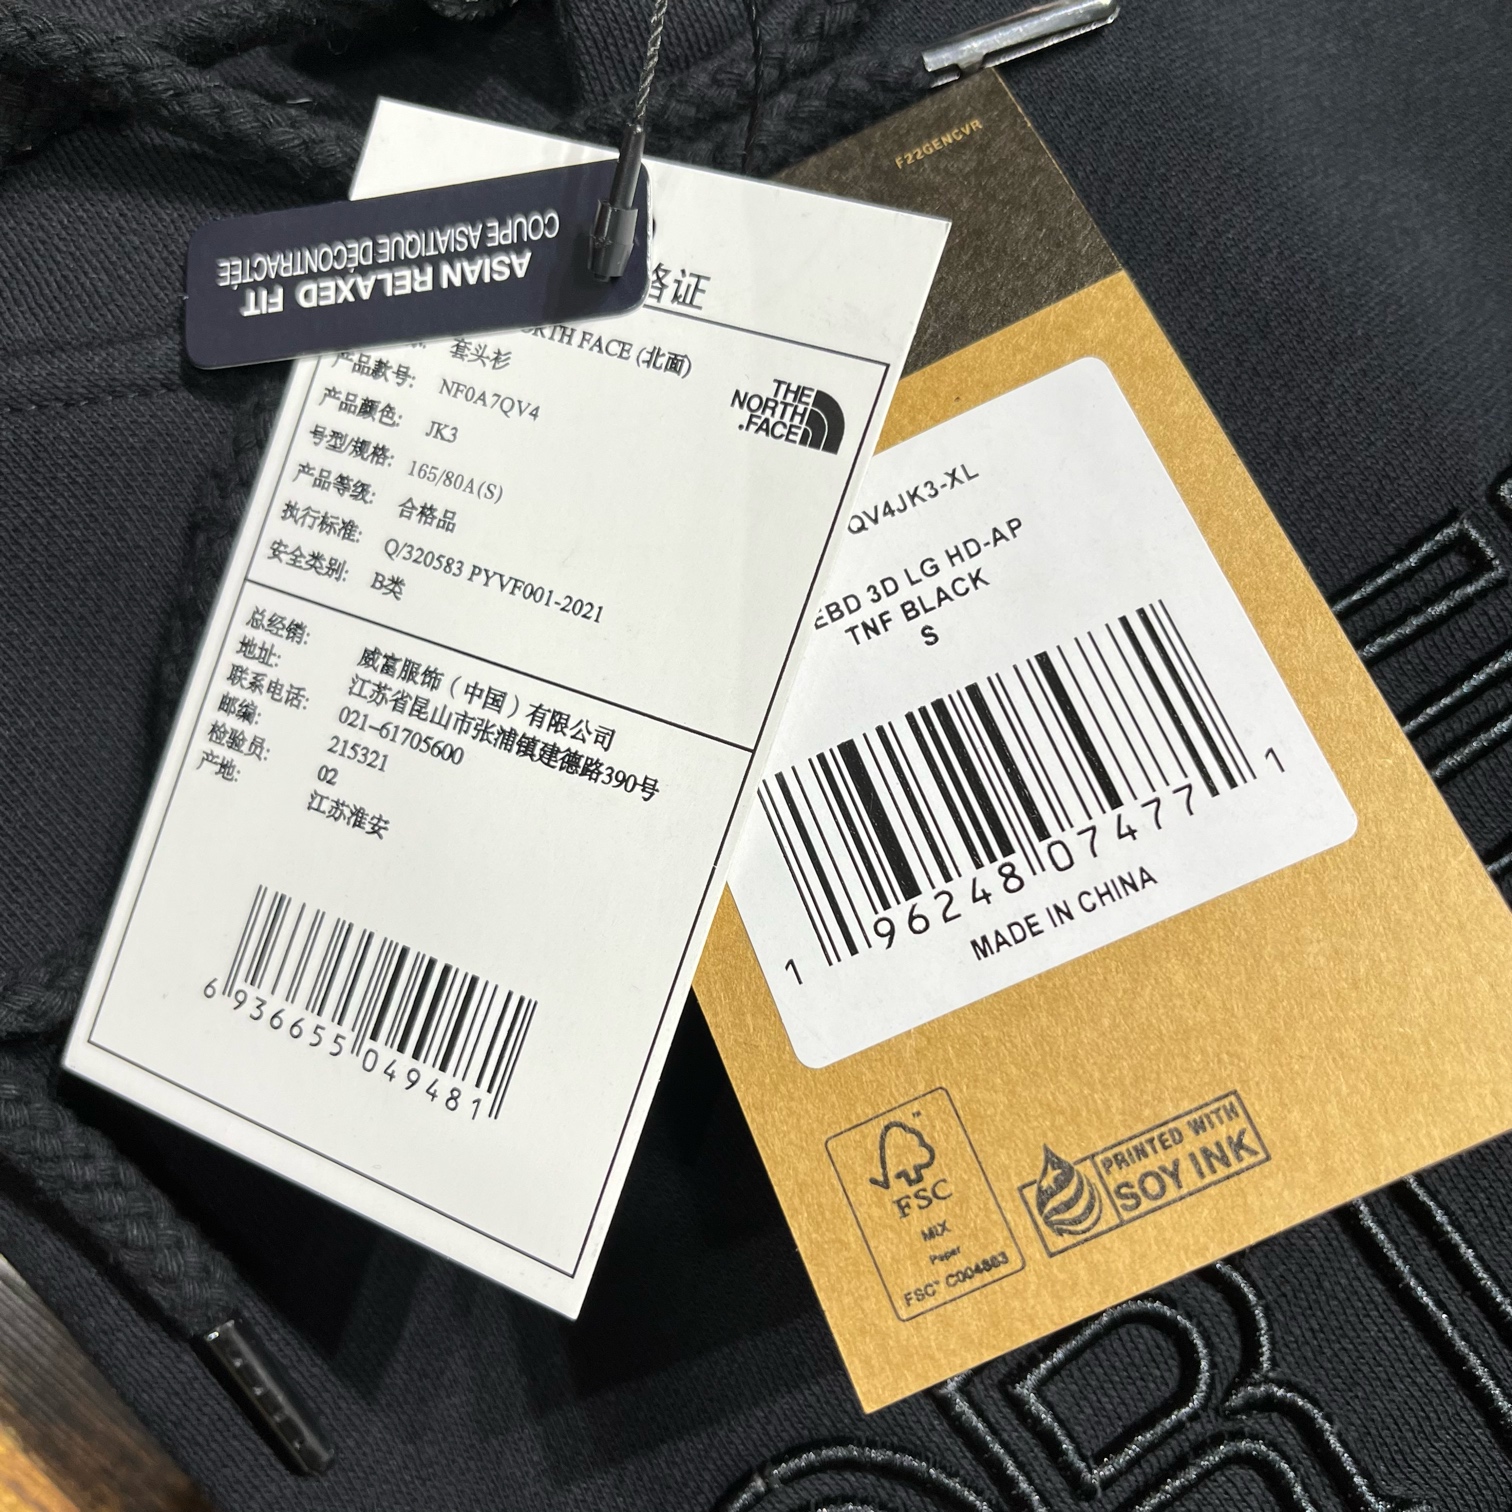 F22GENCVR
ASIAN RELAXED FIT
COUPE ASIATIQUE DÉCONTRACTÉE
格证
NORTH FACE (北面)
套头衫
产品款号: NF0A7QV4
产品颜色: JK3
号型/规格: 165/80A(S)
产品等级: 合格品
执行标准: Q/320583 PYVF001-2021
安全类别: B类
THE
NORTH
FACE
总经销: 威富服饰（中国）有限公司
地址: 江苏省昆山市张浦镇建德路390号
联系电话: 021-61705600
邮编: 215321
检验员: 02
产地: 江苏淮安
6 936655 049481
QV4JK3-XL
EBD 3D LG HD-AP
TNF BLACK
S
1 96248 07477 1
MADE IN CHINA
FSC
MIX
Paper
FSC™ C004863
PRINTED WITH
SOY INK